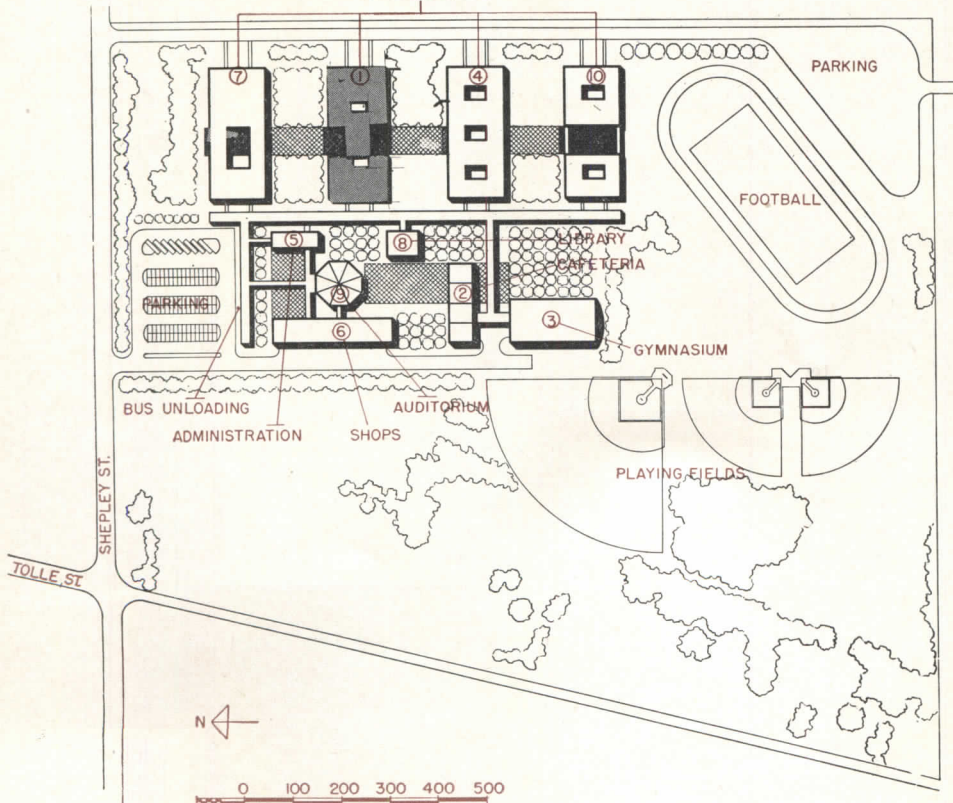 7
1
4
10
PARKING
FOOTBALL
5
8
LIBRARY
CAFETERIA
PARKING
9
2
6
3
GYMNASIUM
BUS UNLOADING
AUDITORIUM
ADMINISTRATION
SHOPS
PLAYING FIELDS
SHEPLEY ST.
TOLLE ST.
N
0 100 200 300 400 500